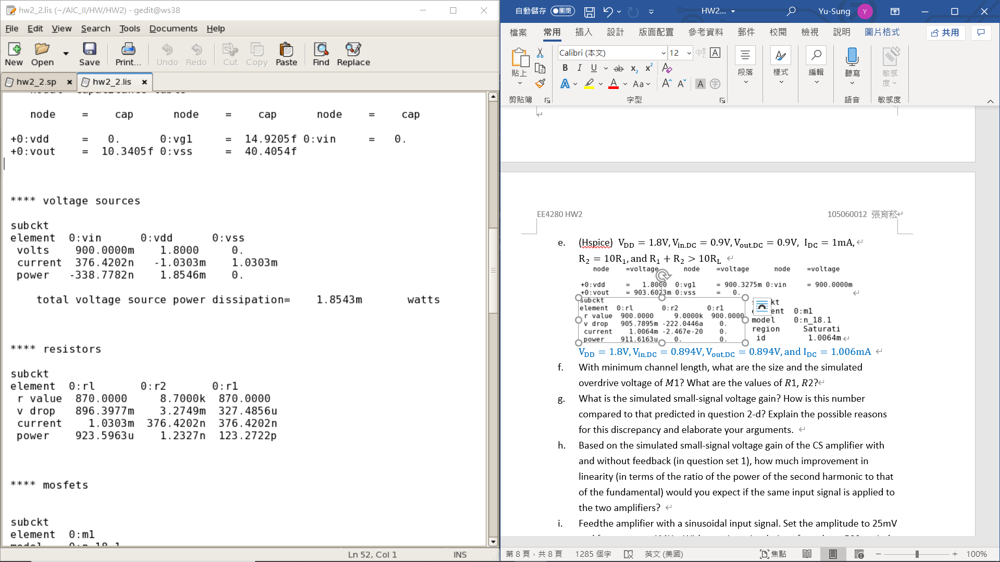 hw2_2.lis (~/AIC_II/HW/HW2) - gedit@ws38
File Edit View Search Tools Documents Help
New Open Save Print... Undo Redo Cut Copy Paste Find Replace
hw2_2.sp × hw2_2.lis ×
node = cap node = cap node = cap
+0:vdd = 0. 0:vg1 = 14.9205f 0:vin = 0.
+0:vout = 10.3405f 0:vss = 40.4054f
**** voltage sources
subckt
element 0:vin 0:vdd 0:vss
volts 900.0000m 1.8000 0.
current 376.4202n -1.0303m 1.0303m
power -338.7782n 1.8546m 0.
total voltage source power dissipation= 1.8543m watts
**** resistors
subckt
element 0:rl 0:r2 0:r1
r value 870.0000 8.7000k 870.0000
v drop 896.3977m 3.2749m 327.4856u
current 1.0303m 376.4202n 376.4202n
power 923.5963u 1.2327n 123.2722p
**** mosfets
subckt
element 0:m1
Ln 52, Col 1 INS
自動儲存 關閉 HW2... Yu-Sung Y
檔案 常用 插入 設計 版面配置 參考資料 郵件 校閱 檢視 說明 圖片格式 共用
Calibri (本文) 12
貼上 段落 樣式 編輯 聽寫 敏感度
B I U ab x₂ x² A
A A Aa A A A 字
剪貼簿 字型 語音 敏感度
EE4280 HW2 105060012 張育菘
e. (Hspice) VDD = 1.8V, Vin,DC = 0.9V, Vout,DC = 0.9V, IDC = 1mA,
R2 = 10R1, and R1 + R2 > 10RL
node =voltage node =voltage node =voltage
+0:vdd = 1.8000 0:vg1 = 900.3275m 0:vin = 900.0000m
+0:vout = 903.6023m 0:vss = 0.
subckt
element 0:rl 0:r2 0:r1
r value 900.0000 9.0000k 900.0000
v drop 905.7895m -222.0446a 0.
current 1.0064m -2.467e-20 0.
power 911.6163u 0. 0.
kt
ent 0:m1
model 0:n_18.1
region Saturati
id 1.0064m
VDD = 1.8V, Vin,DC = 0.894V, Vout,DC = 0.894V, and IDC = 1.006mA
f. With minimum channel length, what are the size and the simulated
overdrive voltage of M1? What are the values of R1, R2?
g. What is the simulated small-signal voltage gain? How is this number
compared to that predicted in question 2-d? Explain the possible reasons
for this discrepancy and elaborate your arguments.
h. Based on the simulated small-signal voltage gain of the CS amplifier with
and without feedback (in question set 1), how much improvement in
linearity (in terms of the ratio of the power of the second harmonic to that
of the fundamental) would you expect if the same input signal is applied to
the two amplifiers?
i. Feedthe amplifier with a sinusoidal input signal. Set the amplitude to 25mV
第 8 頁，共 8 頁 1285 個字 英文 (美國) 焦點 100%